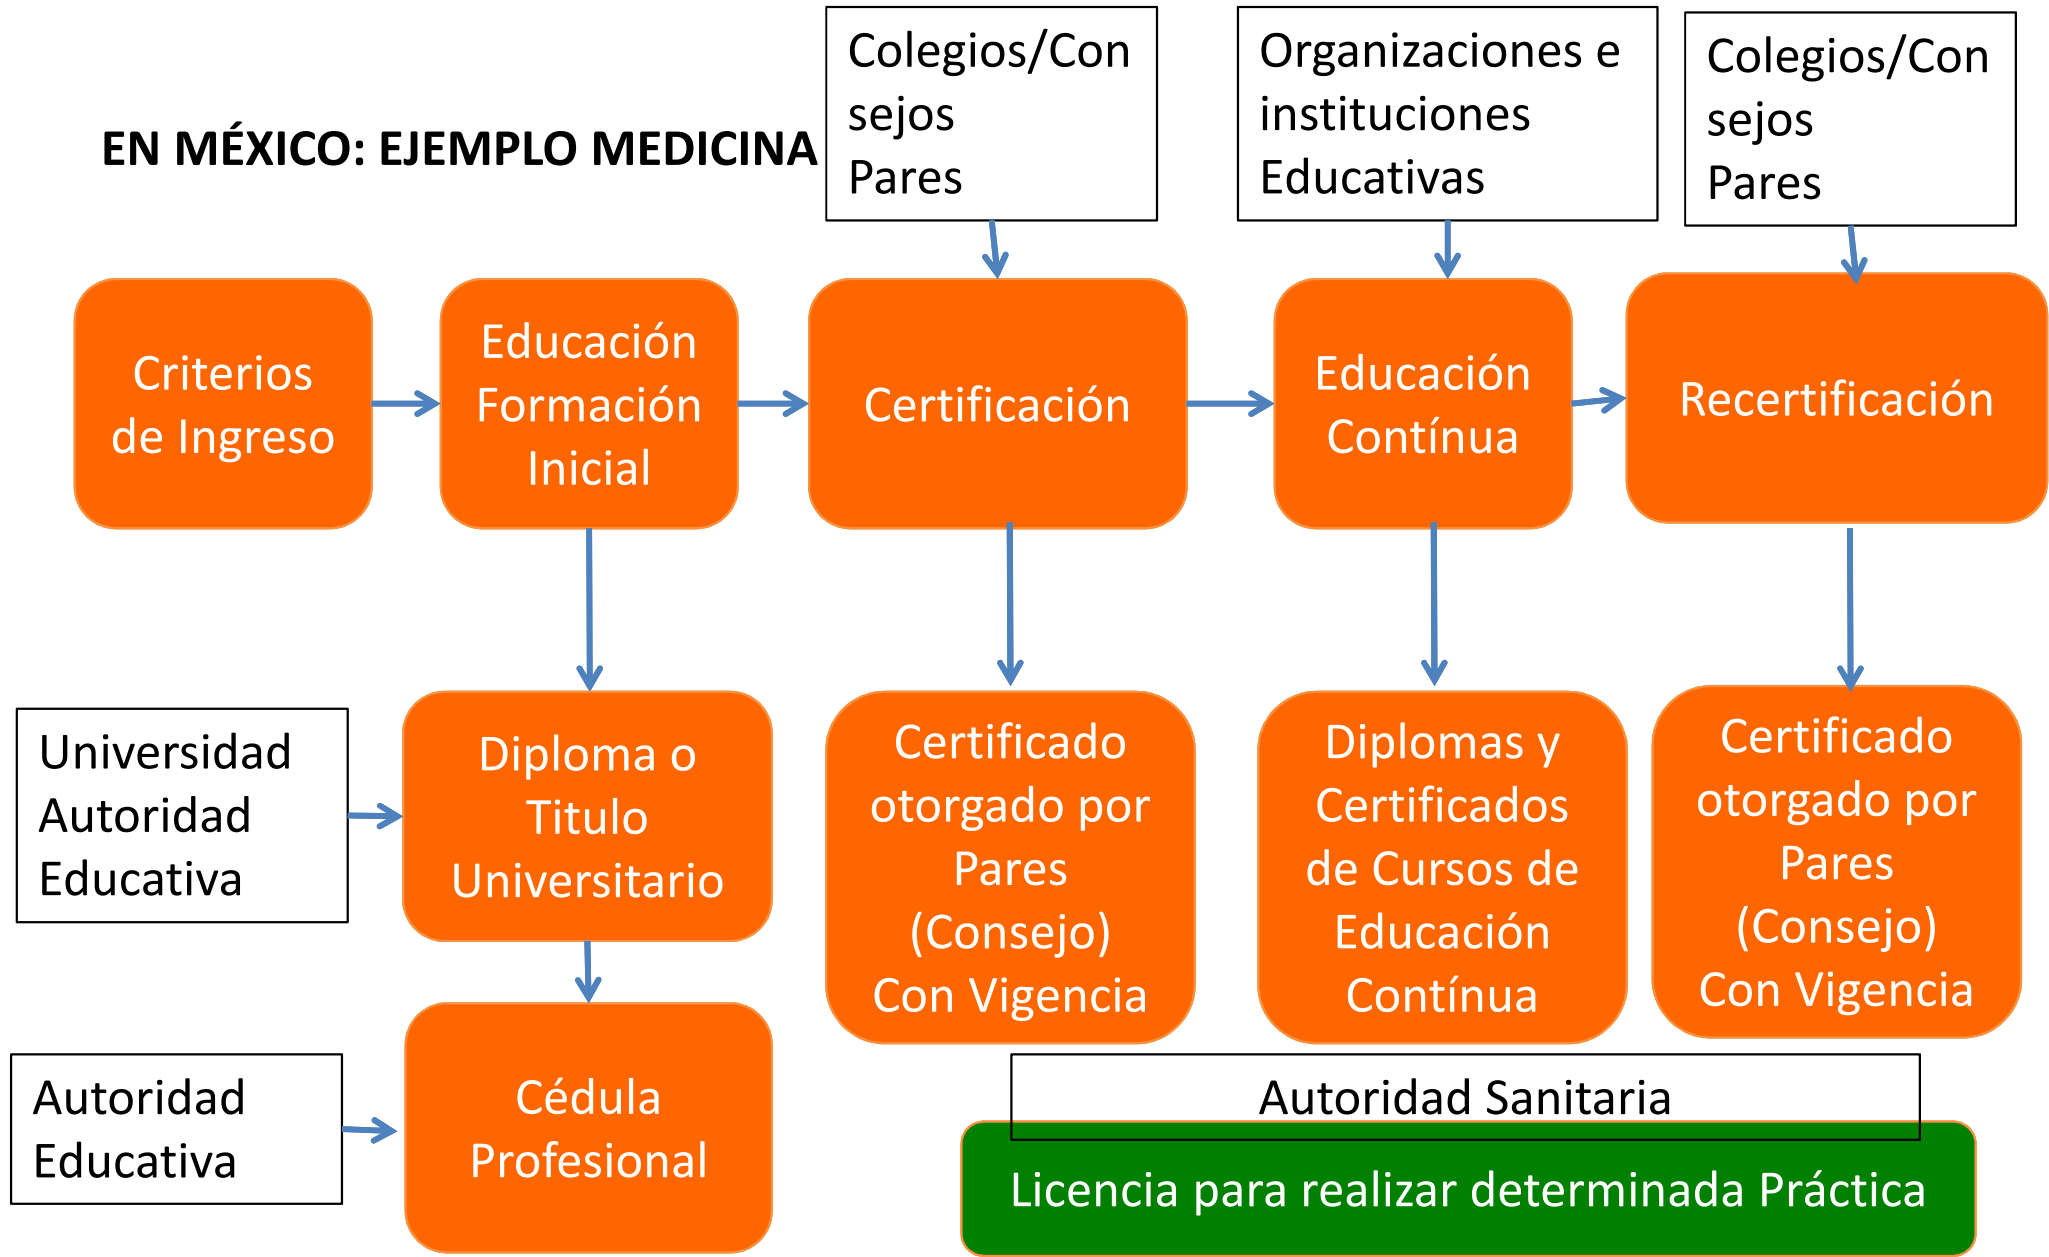 EN MÉXICO: EJEMPLO MEDICINA
Colegios/Con
sejos
Pares
Organizaciones e
instituciones
Educativas
Colegios/Con
sejos
Pares
Criterios
de Ingreso
Educación
Formación
Inicial
Certificación
Educación
Contínua
Recertificación
Universidad
Autoridad
Educativa
Diploma o
Titulo
Universitario
Certificado
otorgado por
Pares
(Consejo)
Con Vigencia
Diplomas y
Certificados
de Cursos de
Educación
Contínua
Certificado
otorgado por
Pares
(Consejo)
Con Vigencia
Autoridad
Educativa
Cédula
Profesional
Autoridad Sanitaria
Licencia para realizar determinada Práctica